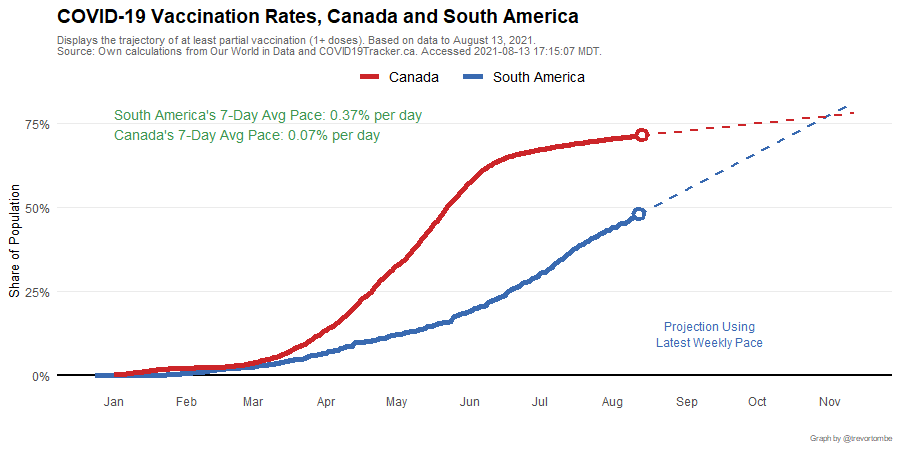 COVID-19 Vaccination Rates, Canada and South America
Displays the trajectory of at least partial vaccination (1+ doses). Based on data to August 13, 2021.
Source: Own calculations from Our World in Data and COVID19Tracker.ca. Accessed 2021-08-13 17:15:07 MDT.
Canada South America
South America's 7-Day Avg Pace: 0.37% per day
Canada's 7-Day Avg Pace: 0.07% per day
75%
50%
25%
0%
Share of Population
Projection Using
Latest Weekly Pace
Jan Feb Mar Apr May Jun Jul Aug Sep Oct Nov
Graph by @trevortombe